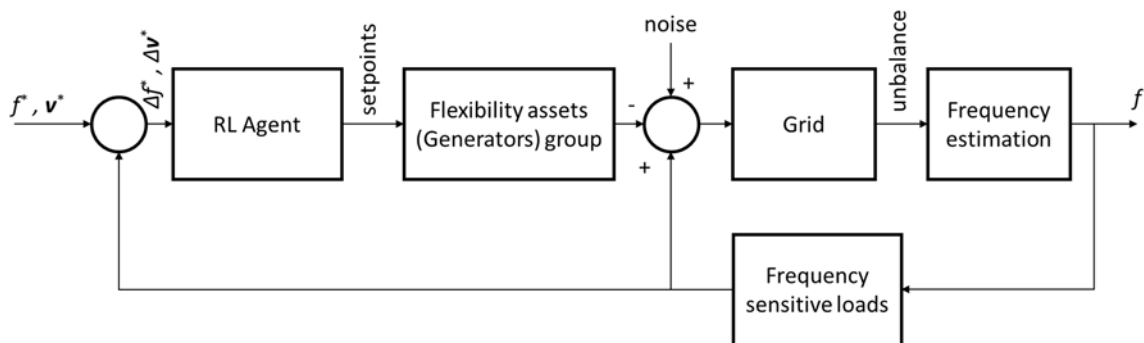 f*, v*
Δf*, Δv*
RL Agent
setpoints
Flexibility assets
(Generators) group
noise
+
-
+
Grid
unbalance
Frequency
estimation
f
Frequency
sensitive loads